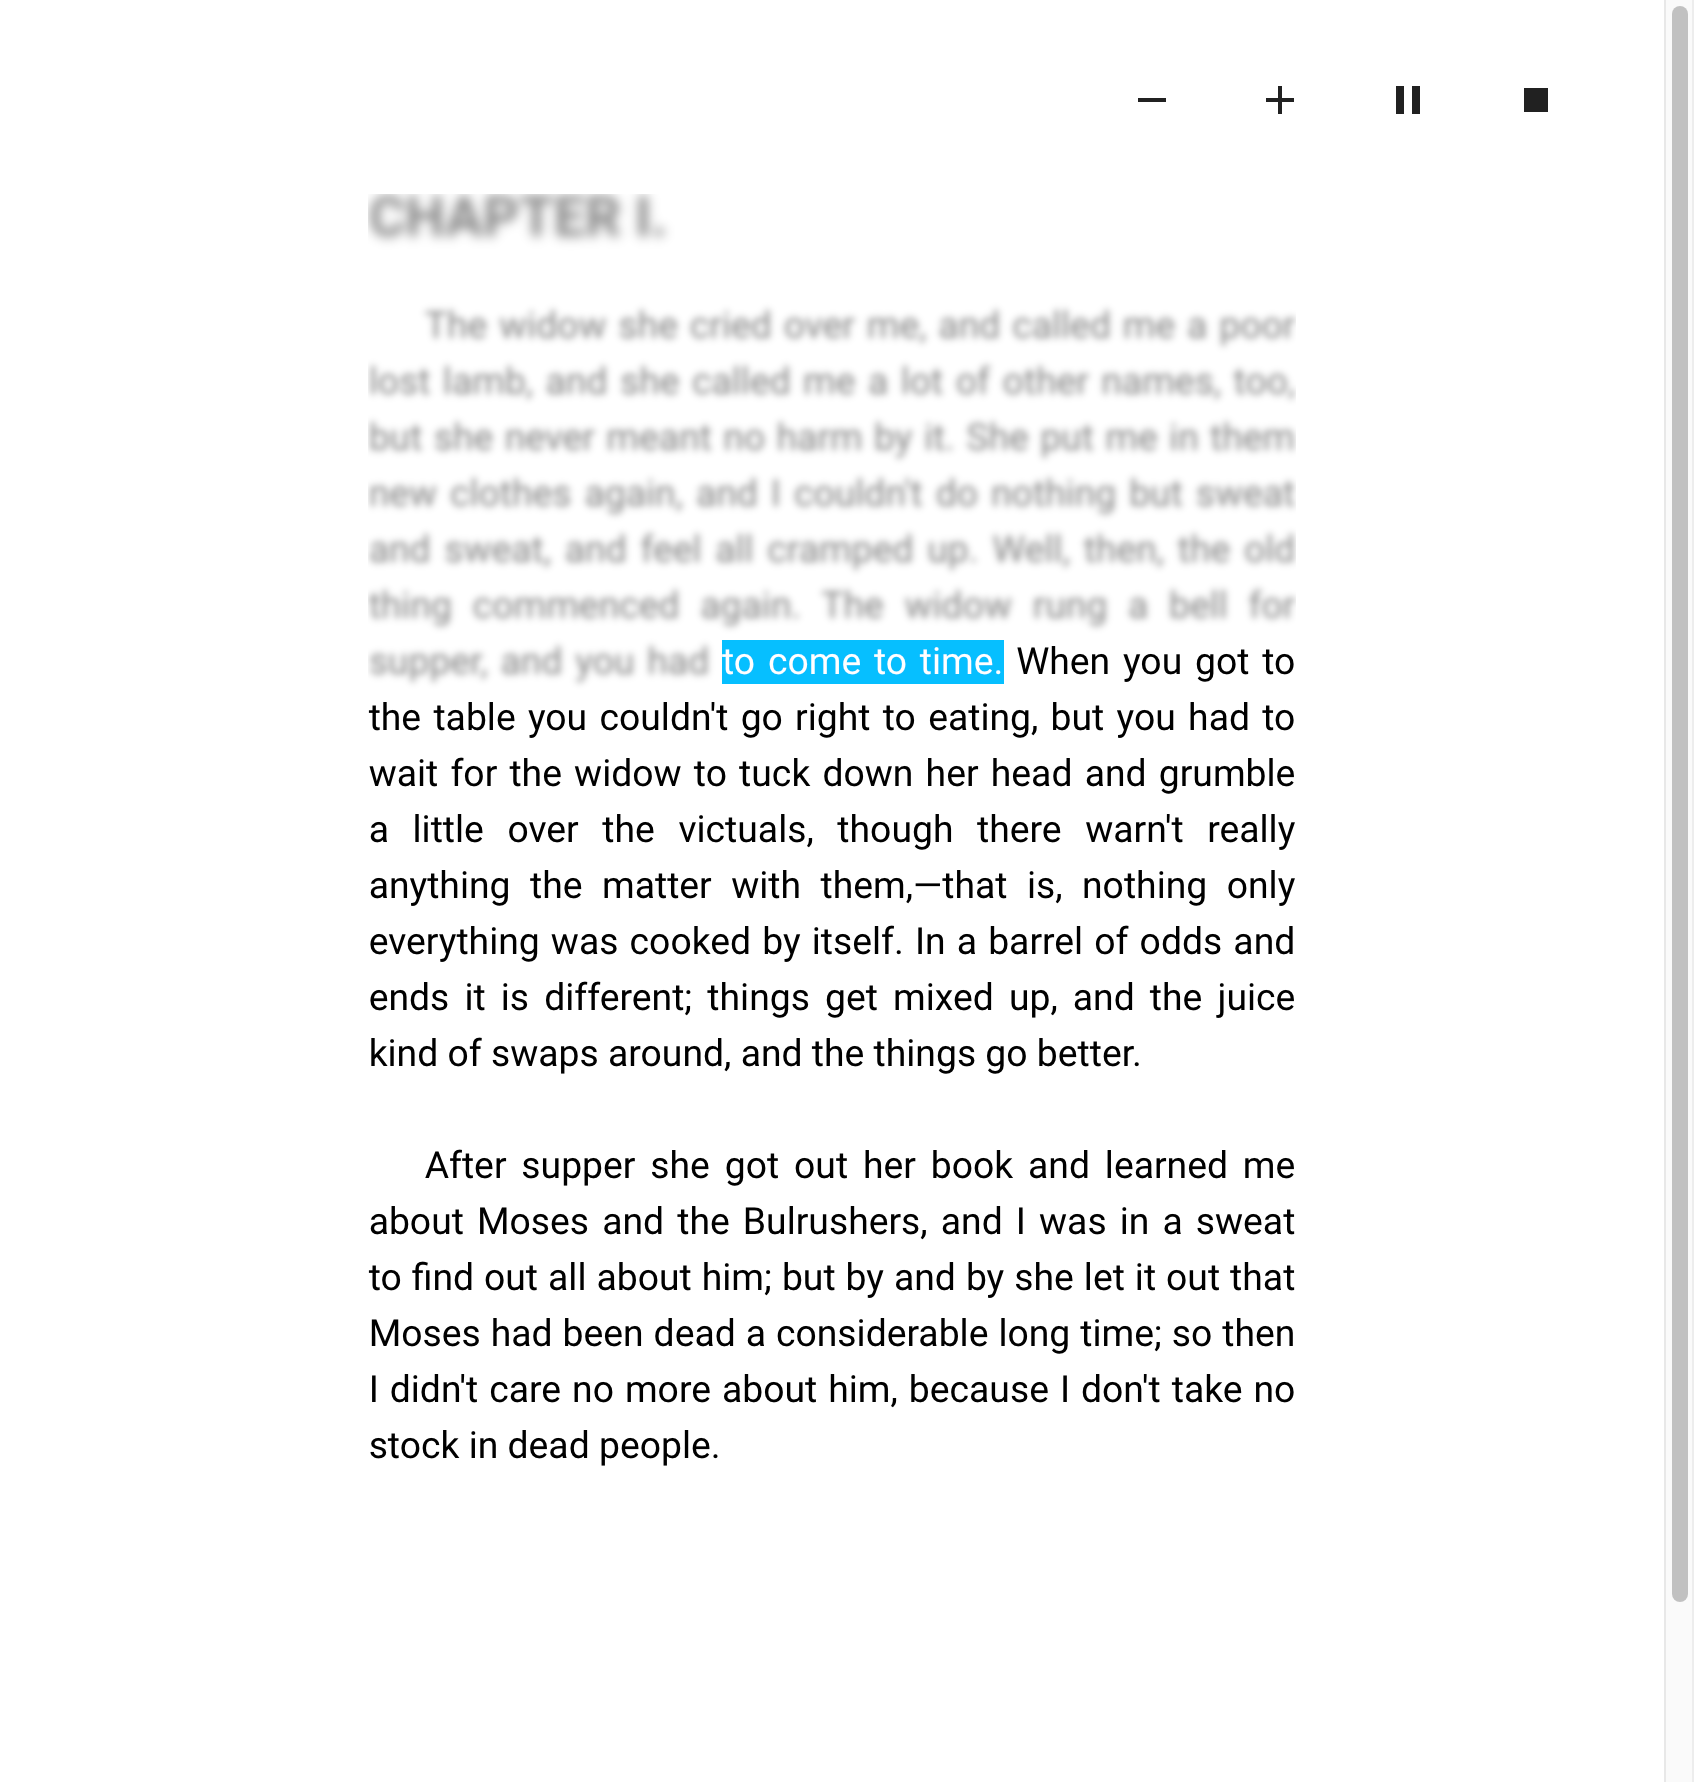 CHAPTER I.
The widow she cried over me, and called me a poor
lost lamb, and she called me a lot of other names, too,
but she never meant no harm by it. She put me in them
new clothes again, and I couldn't do nothing but sweat
and sweat, and feel all cramped up. Well, then, the old
thing commenced again. The widow rung a bell for
supper, and you had to come to time. When you got to
the table you couldn't go right to eating, but you had to
wait for the widow to tuck down her head and grumble
a little over the victuals, though there warn't really
anything the matter with them,—that is, nothing only
everything was cooked by itself. In a barrel of odds and
ends it is different; things get mixed up, and the juice
kind of swaps around, and the things go better.
After supper she got out her book and learned me
about Moses and the Bulrushers, and I was in a sweat
to find out all about him; but by and by she let it out that
Moses had been dead a considerable long time; so then
I didn't care no more about him, because I don't take no
stock in dead people.